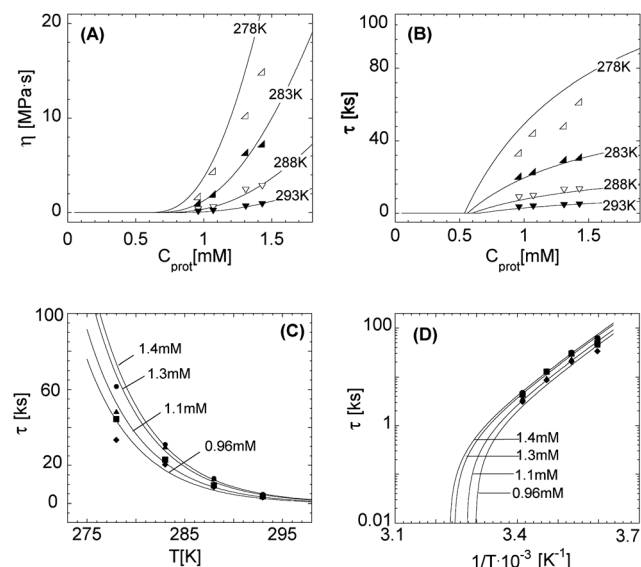 (A)
20
10
0
η [MPa·s]
278K
283K
288K
293K
0 0.5 1 1.5
C_prot[mM]
(B)
100
80
40
0
τ [ks]
278K
283K
288K
293K
0 0.5 1 1.5
C_prot[mM]
(C)
100
80
60
40
20
0
τ [ks]
1.4mM
1.3mM
1.1mM
0.96mM
275 285 295
T[K]
(D)
100
1
0.01
τ [ks]
1.4mM
1.3mM
1.1mM
0.96mM
3.1 3.4 3.7
1/T·10⁻³ [K⁻¹]